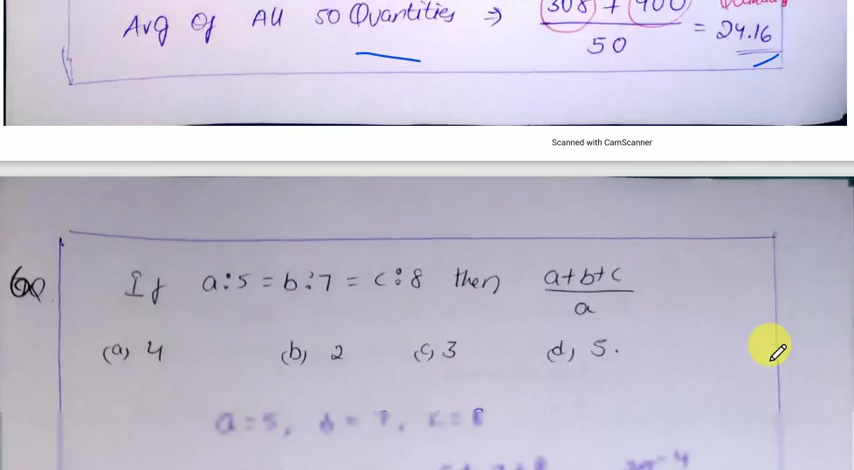 308 + 900
Avg Of All 50 Quantities ⇒ ——— = 24.16
50
Scanned with CamScanner
6Q. If a:5 = b:7 = c:8 then a+b+c / a
(a) 4 (b) 2 (c) 3 (d) 5.
a=5, b=7, c=8